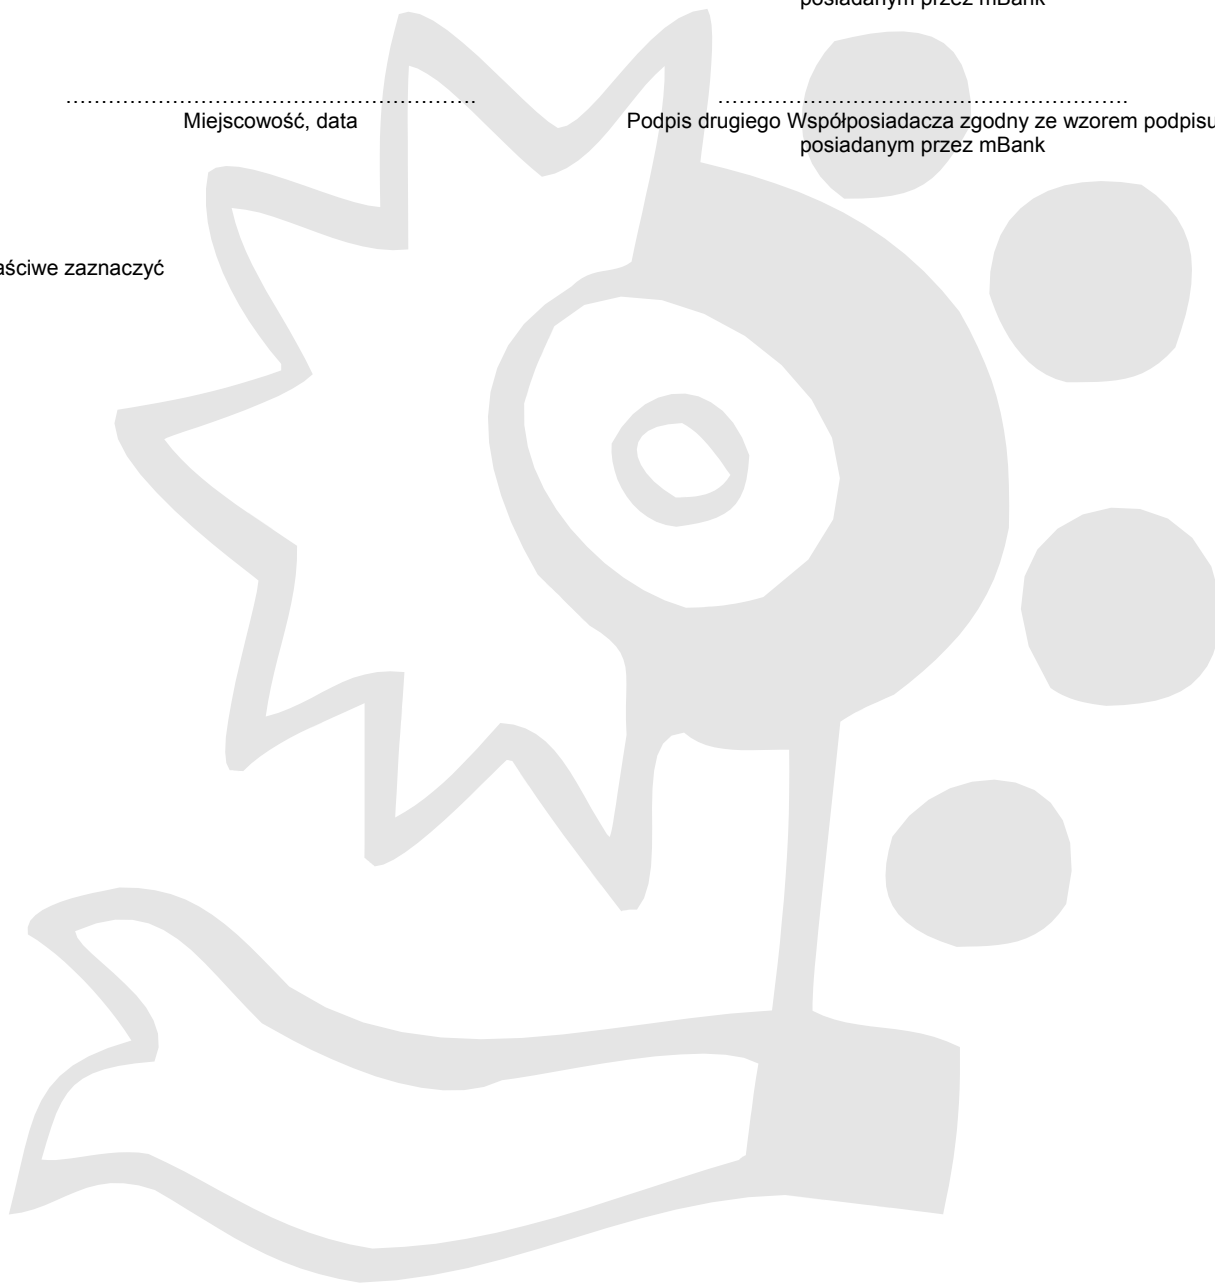 posiadanym przez mBank
………………………………………………….
………………………………………………….
Miejscowość, data
Podpis drugiego Współposiadacza zgodny ze wzorem podpisu
posiadanym przez mBank
aściwe zaznaczyć